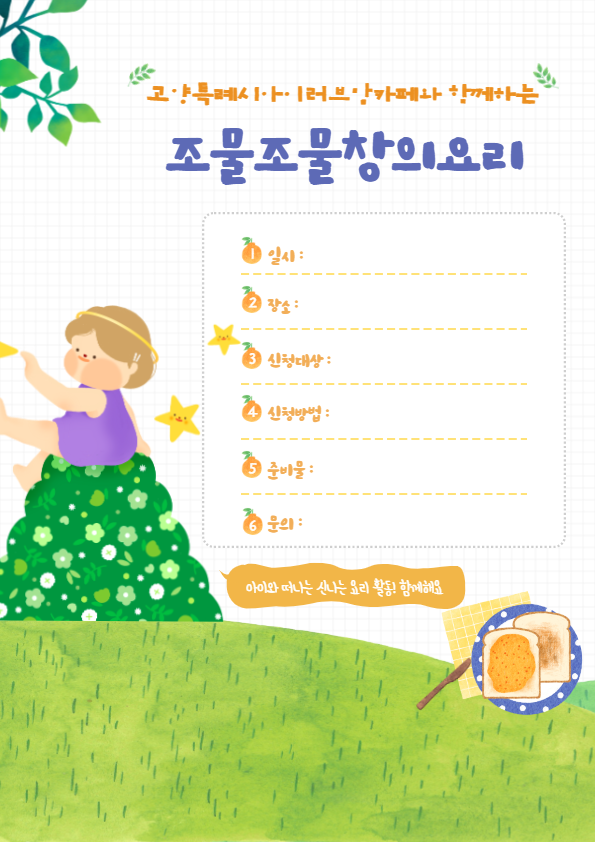 고양특례시아이러브맘카페와 함께하는
조물조물창의요리
1 일시 :
2 장소 :
3 신청대상 :
4 신청방법 :
5 준비물 :
6 문의 :
아이와 떠나는 신나는 요리 활동! 함께해요